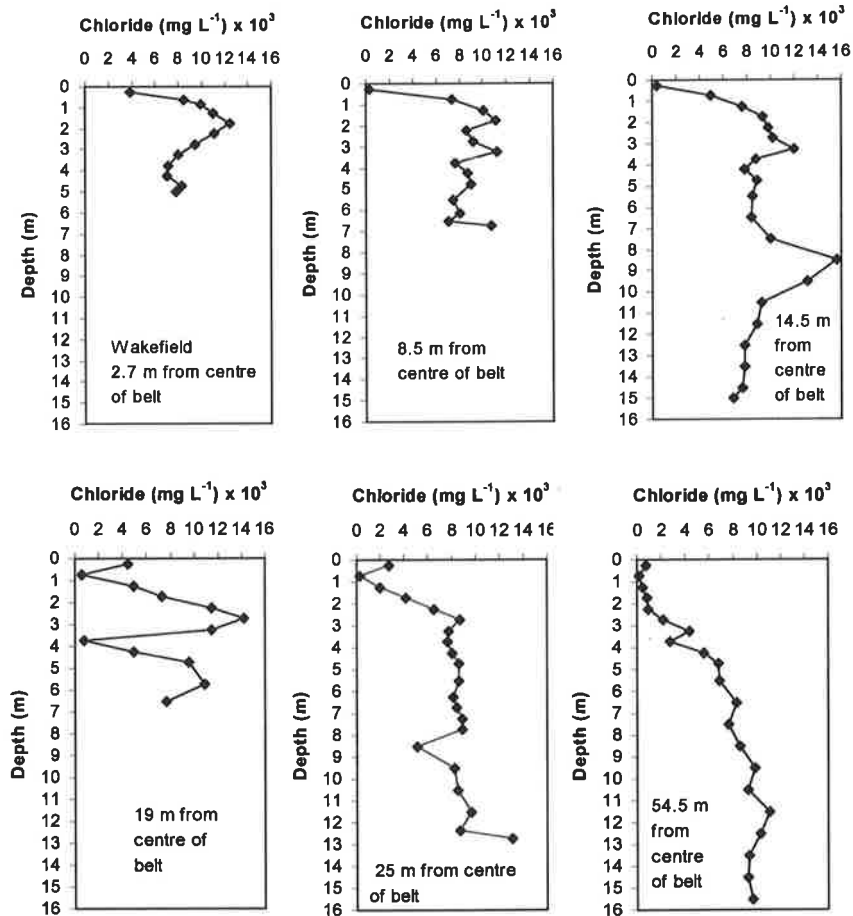 Chloride (mg L⁻¹) x 10³
0 2 4 6 8 10 12 14 16
0
1
2
3
4
5
6
7
8
9
10
11
12
13
14
15
16
Depth (m)
Wakefield
2.7 m from centre
of belt
Chloride (mg L⁻¹) x 10³
0 2 4 6 8 10 12 14 16
0
1
2
3
4
5
6
7
8
9
10
11
12
13
14
15
16
Depth (m)
8.5 m from
centre of belt
Chloride (mg L⁻¹) x 10³
0 2 4 6 8 10 12 14 16
0
1
2
3
4
5
6
7
8
9
10
11
12
13
14
15
16
Depth (m)
14.5 m
from
centre
of belt
Chloride (mg L⁻¹) x 10³
0 2 4 6 8 10 12 14 16
0
1
2
3
4
5
6
7
8
9
10
11
12
13
14
15
16
Depth (m)
19 m from
centre of
belt
Chloride (mg L⁻¹) x 10³
0 2 4 6 8 10 12 14 16
0
1
2
3
4
5
6
7
8
9
10
11
12
13
14
15
16
Depth (m)
25 m from centre
of belt
Chloride (mg L⁻¹) x 10³
0 2 4 6 8 10 12 14 16
0
1
2
3
4
5
6
7
8
9
10
11
12
13
14
15
16
Depth (m)
54.5 m
from
centre
of belt